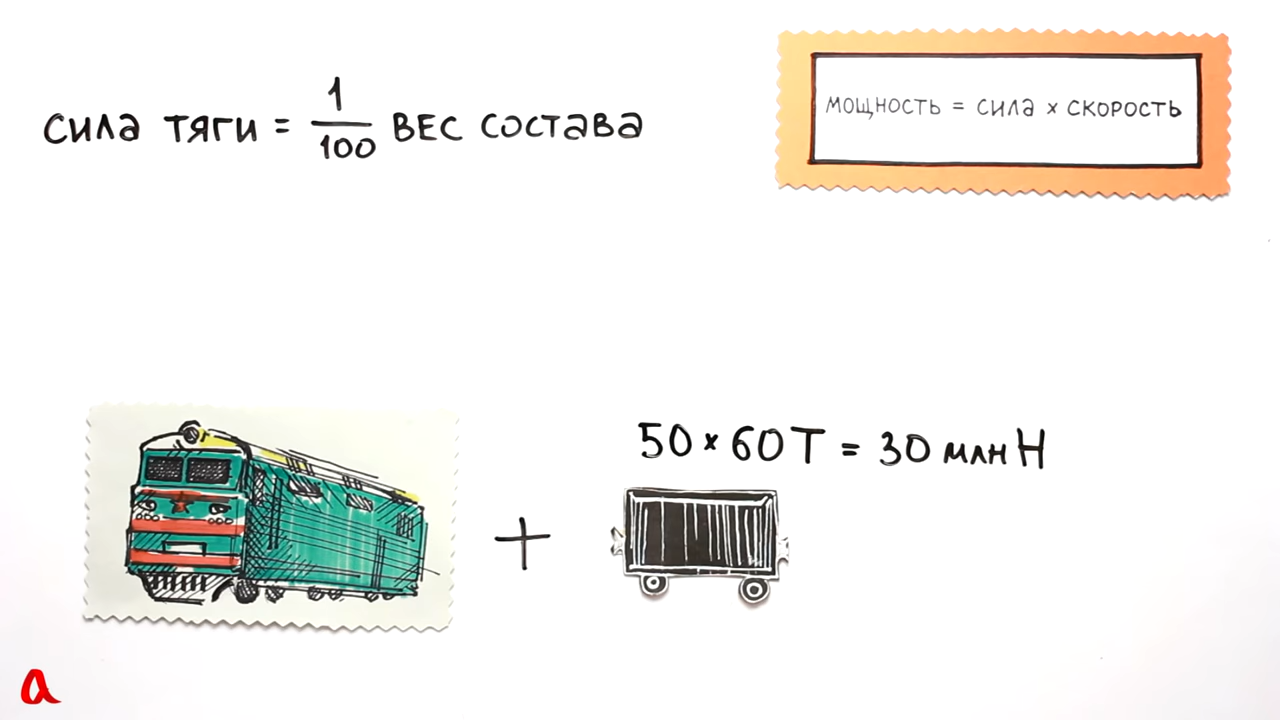 сила тяги = 1/100 вес состава
мощность = сила × скорость
50 × 60 Т = 30 млн Н
a